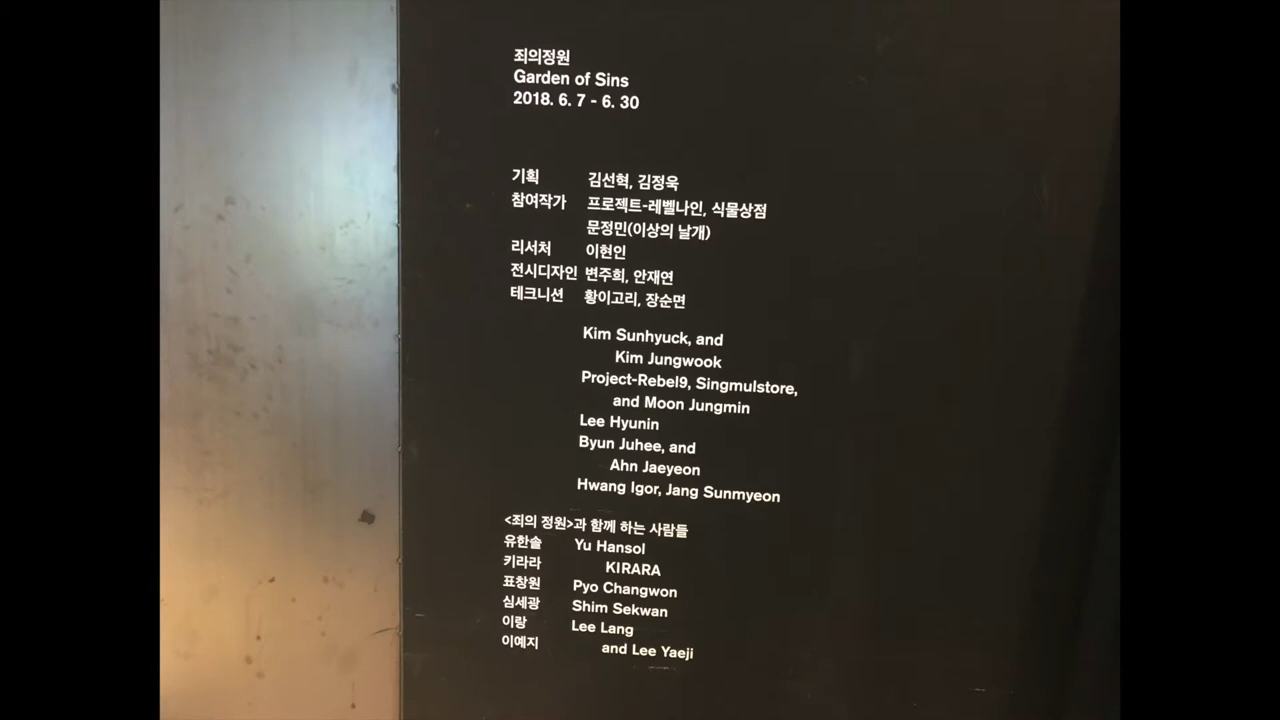 죄의정원
Garden of Sins
2018. 6. 7 - 6. 30
기획 김선혁, 김정욱
참여작가 프로젝트-레벨나인, 식물상점
문정민(이상의 날개)
리서처 이현인
전시디자인 변주희, 안재연
테크니션 황이고리, 장순면
Kim Sunhyuck, and
Kim Jungwook
Project-Rebel9, Singmulstore,
and Moon Jungmin
Lee Hyunin
Byun Juhee, and
Ahn Jaeyeon
Hwang Igor, Jang Sunmyeon
<죄의 정원>과 함께 하는 사람들
유한솔 Yu Hansol
키라라 KIRARA
표창원 Pyo Changwon
심세광 Shim Sekwan
이랑 Lee Lang
이예지 and Lee Yaeji